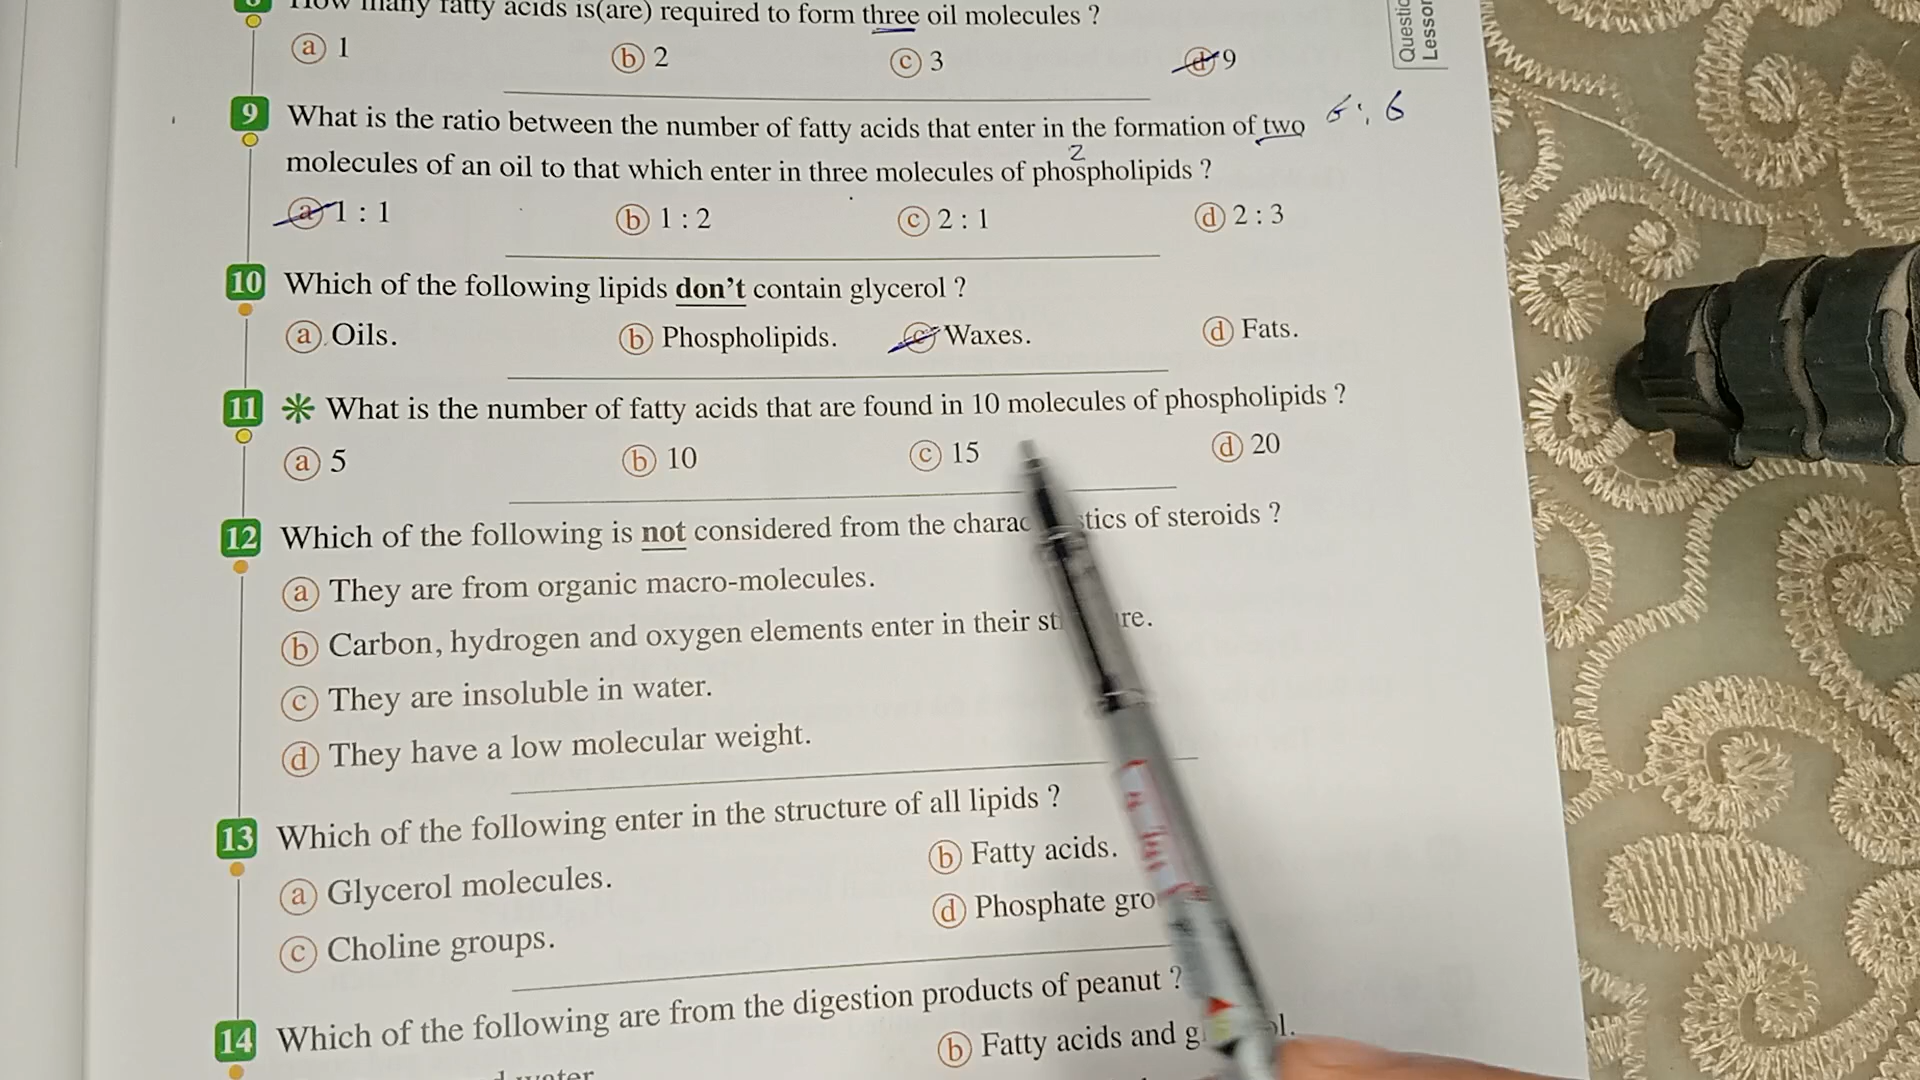 How many fatty acids is(are) required to form three oil molecules ?
a 1 b 2 c 3 d 9
Questio
Lesson
9 What is the ratio between the number of fatty acids that enter in the formation of two 6 : 6
2
molecules of an oil to that which enter in three molecules of phospholipids ?
a 1 : 1 b 1 : 2 c 2 : 1 d 2 : 3
10 Which of the following lipids don't contain glycerol ?
a Oils. b Phospholipids. c Waxes. d Fats.
11 * What is the number of fatty acids that are found in 10 molecules of phospholipids ?
a 5 b 10 c 15 d 20
12 Which of the following is not considered from the charac stics of steroids ?
a They are from organic macro-molecules.
b Carbon, hydrogen and oxygen elements enter in their st re.
c They are insoluble in water.
d They have a low molecular weight.
13 Which of the following enter in the structure of all lipids ?
a Glycerol molecules. b Fatty acids.
c Choline groups. d Phosphate gro
14 Which of the following are from the digestion products of peanut ?
b Fatty acids and g ol.
water